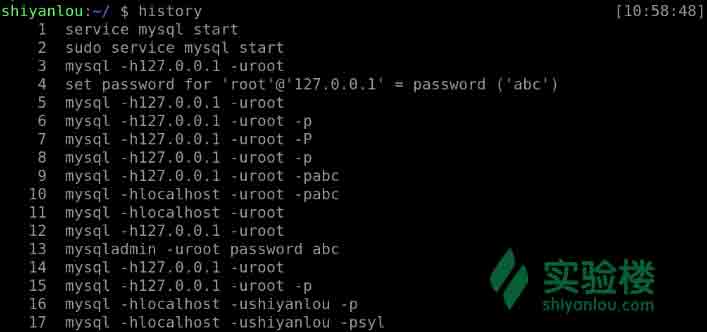 shiyanlou:~/ $ history [10:58:48]
1 service mysql start
2 sudo service mysql start
3 mysql -h127.0.0.1 -uroot
4 set password for 'root'@'127.0.0.1' = password ('abc')
5 mysql -h127.0.0.1 -uroot
6 mysql -h127.0.0.1 -uroot -p
7 mysql -h127.0.0.1 -uroot -P
8 mysql -h127.0.0.1 -uroot -p
9 mysql -h127.0.0.1 -uroot -pabc
10 mysql -hlocalhost -uroot -pabc
11 mysql -hlocalhost -uroot
12 mysql -h127.0.0.1 -uroot
13 mysqladmin -uroot password abc
14 mysql -h127.0.0.1 -uroot
15 mysql -h127.0.0.1 -uroot -p
16 mysql -hlocalhost -ushiyanlou -p
17 mysql -hlocalhost -ushiyanlou -psyl
实验楼
shiyanlou.com